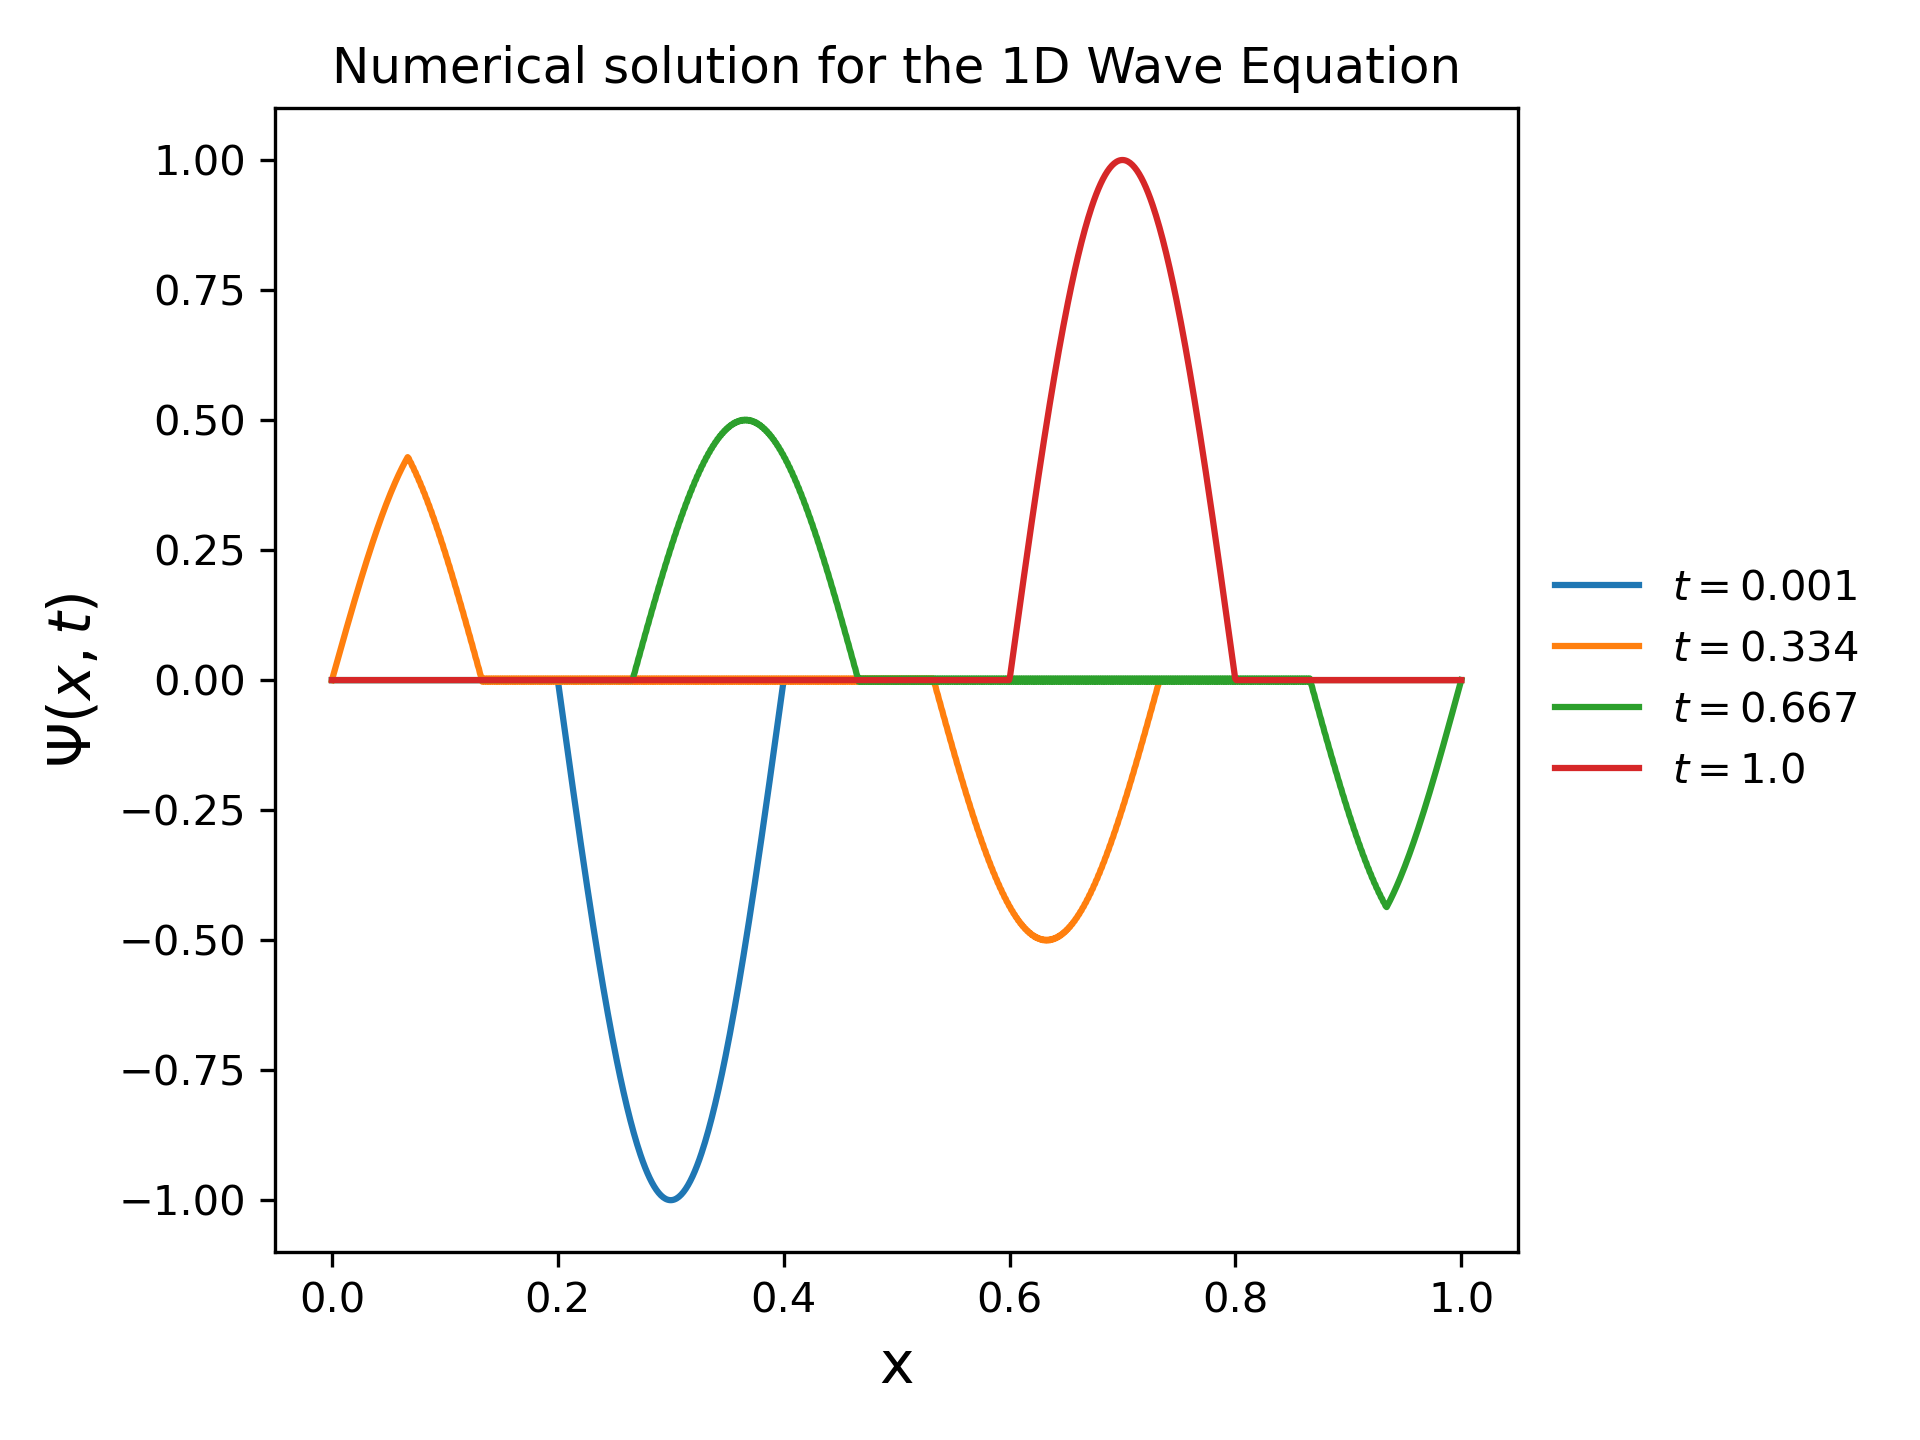 Numerical solution for the 1D Wave Equation
Ψ(x, t)
1.00
0.75
0.50
0.25
0.00
−0.25
−0.50
−0.75
−1.00
0.0 0.2 0.4 0.6 0.8 1.0
x
t = 0.001
t = 0.334
t = 0.667
t = 1.0